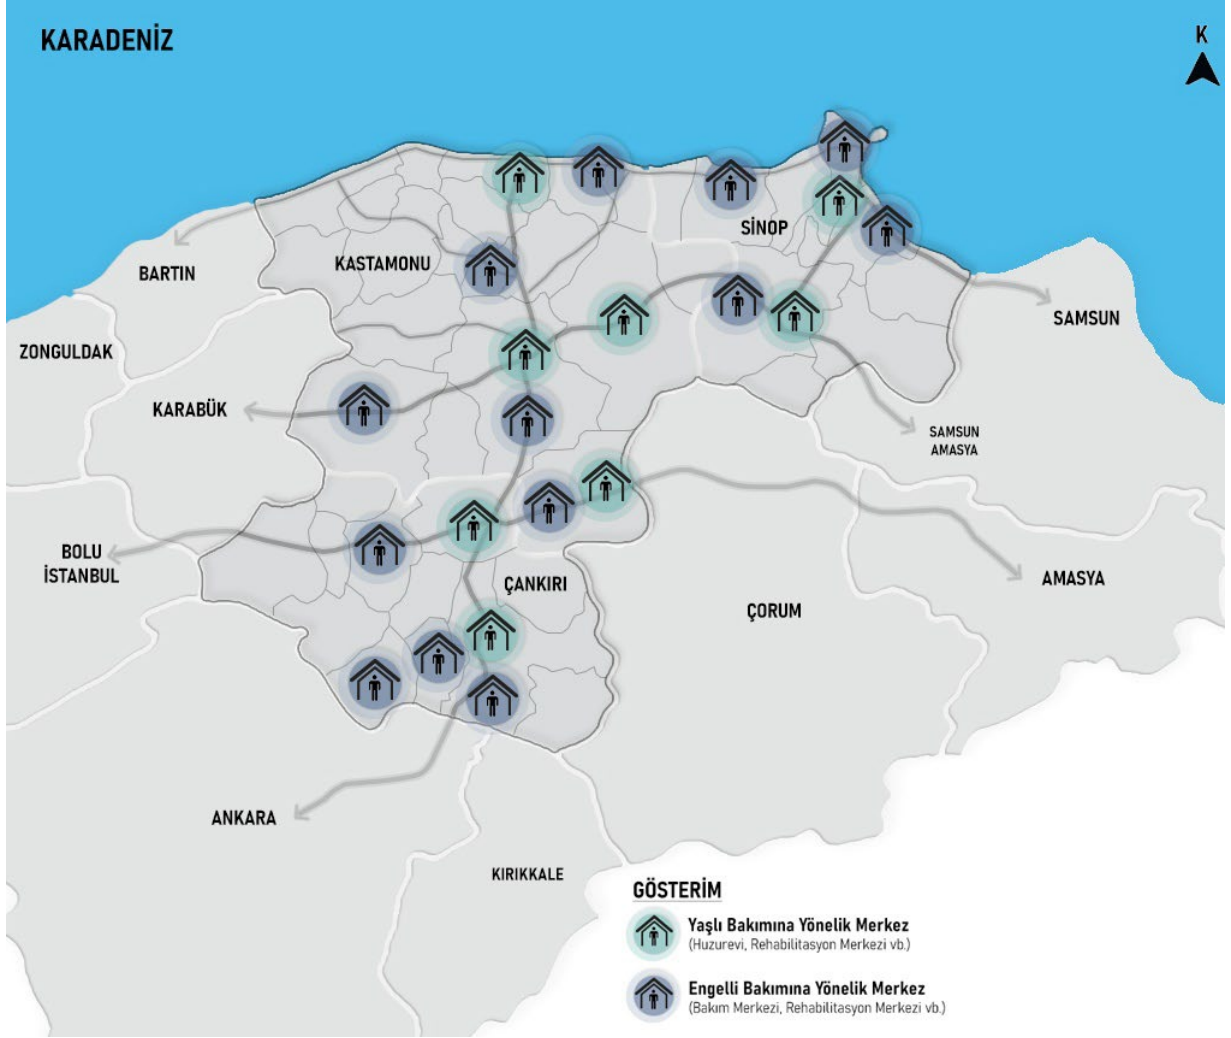 KARADENİZ
K
KASTAMONU
SİNOP
BARTIN
SAMSUN
ZONGULDAK
KARABÜK
SAMSUN
AMASYA
BOLU
İSTANBUL
ÇANKIRI
AMASYA
ÇORUM
ANKARA
KIRIKKALE
GÖSTERİM
Yaşlı Bakımına Yönelik Merkez
(Huzurevi, Rehabilitasyon Merkezi vb.)
Engelli Bakımına Yönelik Merkez
(Bakım Merkezi, Rehabilitasyon Merkezi vb.)